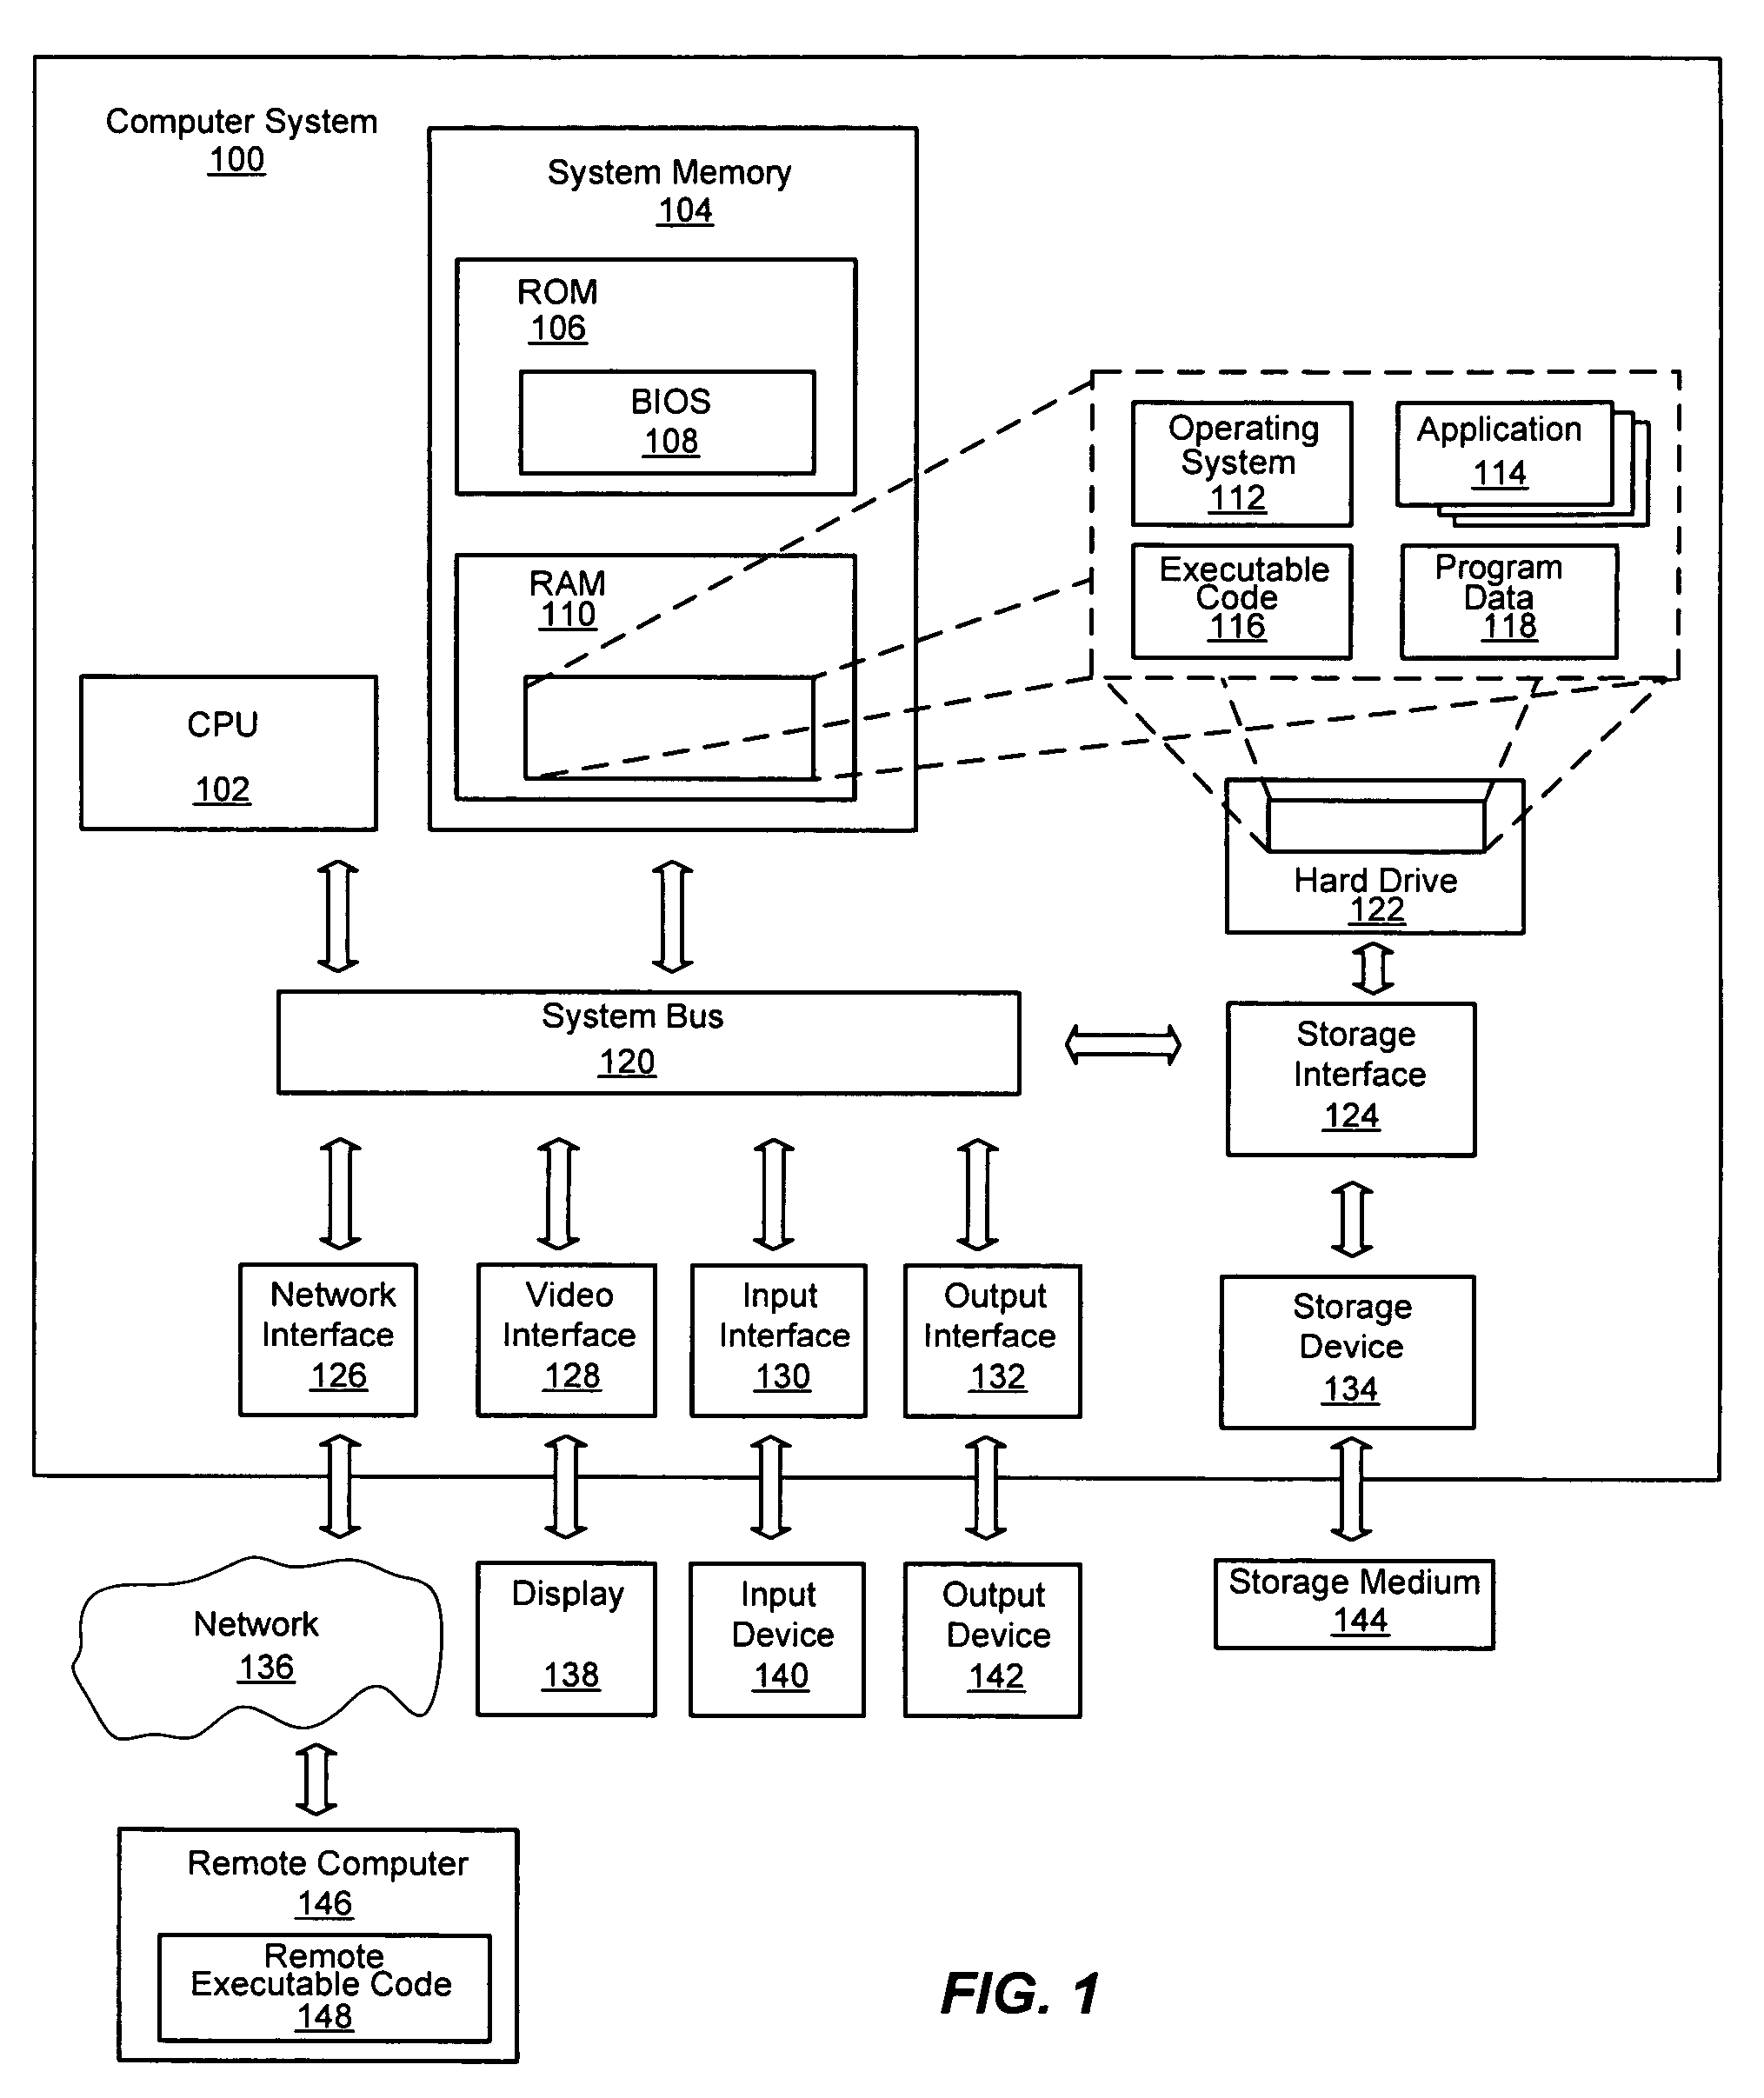 Computer System
100
System Memory
104
ROM
106
BIOS
108
RAM
110
Operating
System
112
Application
114
Executable
Code
116
Program
Data
118
CPU
102
Hard Drive
122
System Bus
120
Storage
Interface
124
Network
Interface
126
Video
Interface
128
Input
Interface
130
Output
Interface
132
Storage
Device
134
Network
136
Display
138
Input
Device
140
Output
Device
142
Storage Medium
144
Remote Computer
146
Remote
Executable Code
148
FIG. 1